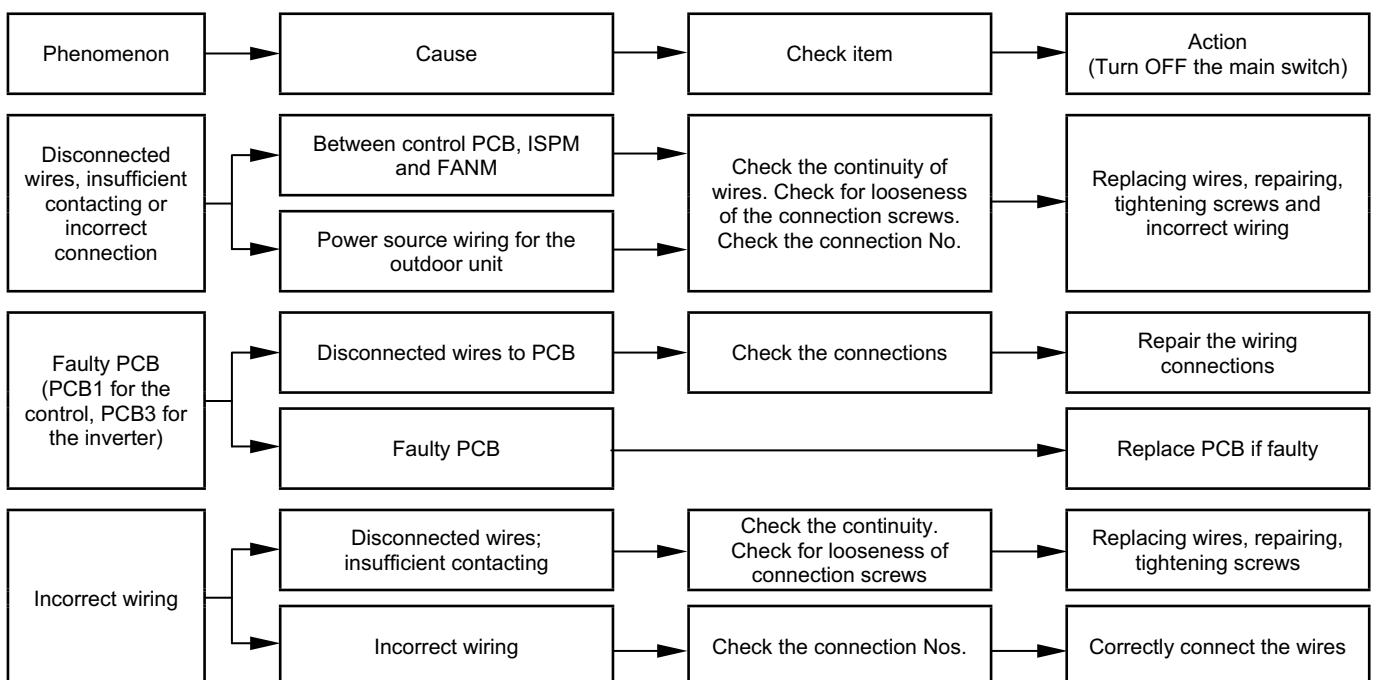 Phenomenon
Cause
Check item
Action
(Turn OFF the main switch)
Disconnected
wires, insufficient
contacting or
incorrect
connection
Between control PCB, ISPM
and FANM
Power source wiring for the
outdoor unit
Check the continuity of
wires. Check for looseness
of the connection screws.
Check the connection No.
Replacing wires, repairing,
tightening screws and
incorrect wiring
Faulty PCB
(PCB1 for the
control, PCB3 for
the inverter)
Disconnected wires to PCB
Check the connections
Repair the wiring
connections
Faulty PCB
Replace PCB if faulty
Incorrect wiring
Disconnected wires;
insufficient contacting
Check the continuity.
Check for looseness of
connection screws
Replacing wires, repairing,
tightening screws
Incorrect wiring
Check the connection Nos.
Correctly connect the wires